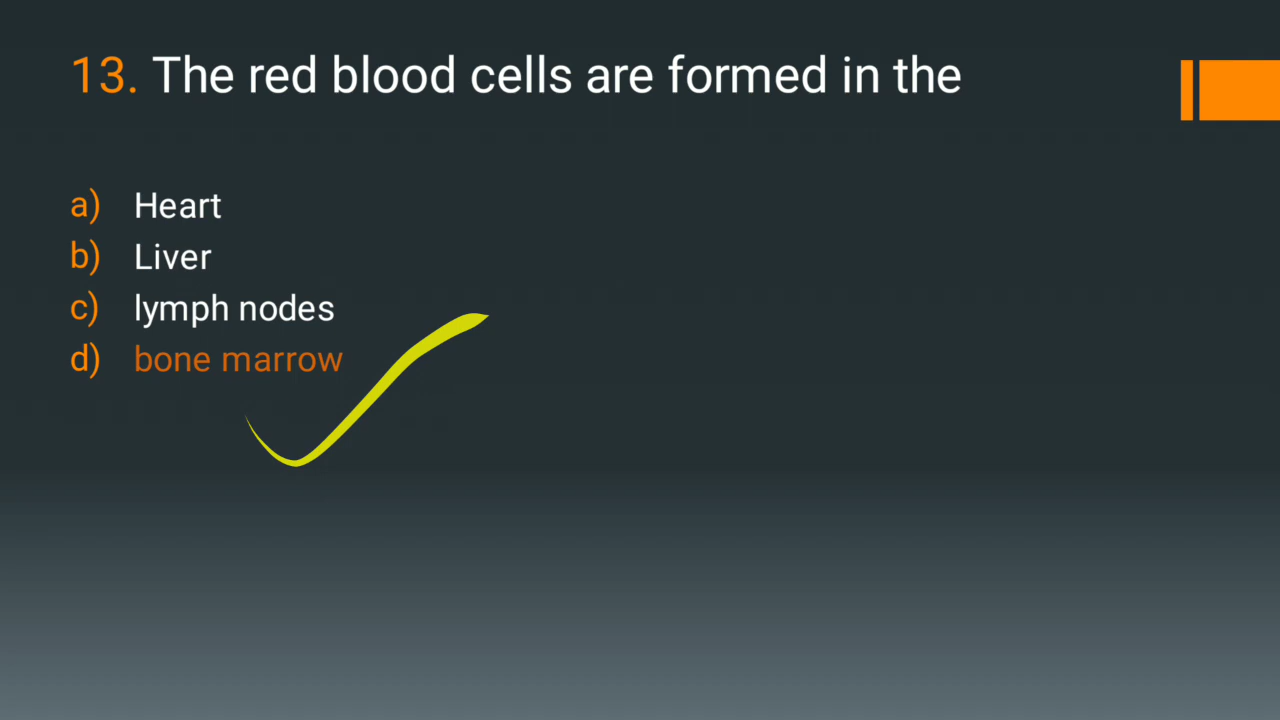 13. The red blood cells are formed in the
a) Heart
b) Liver
c) lymph nodes
d) bone marrow